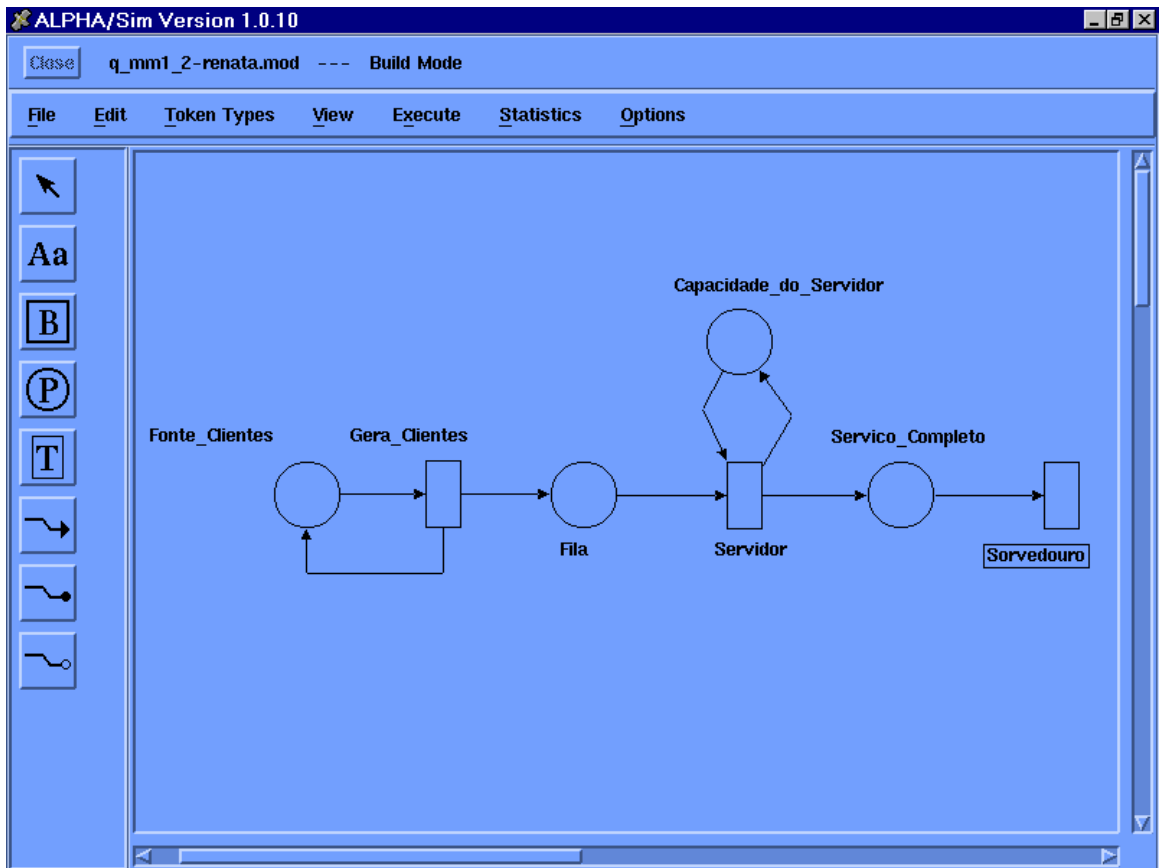 ALPHA/Sim Version 1.0.10
Close q_mm1_2-renata.mod --- Build Mode
File Edit Token Types View Execute Statistics Options
Aa
B
P
T
Capacidade_do_Servidor
Fonte_Clientes Gera_Clientes Servico_Completo
Fila Servidor Sorvedouro